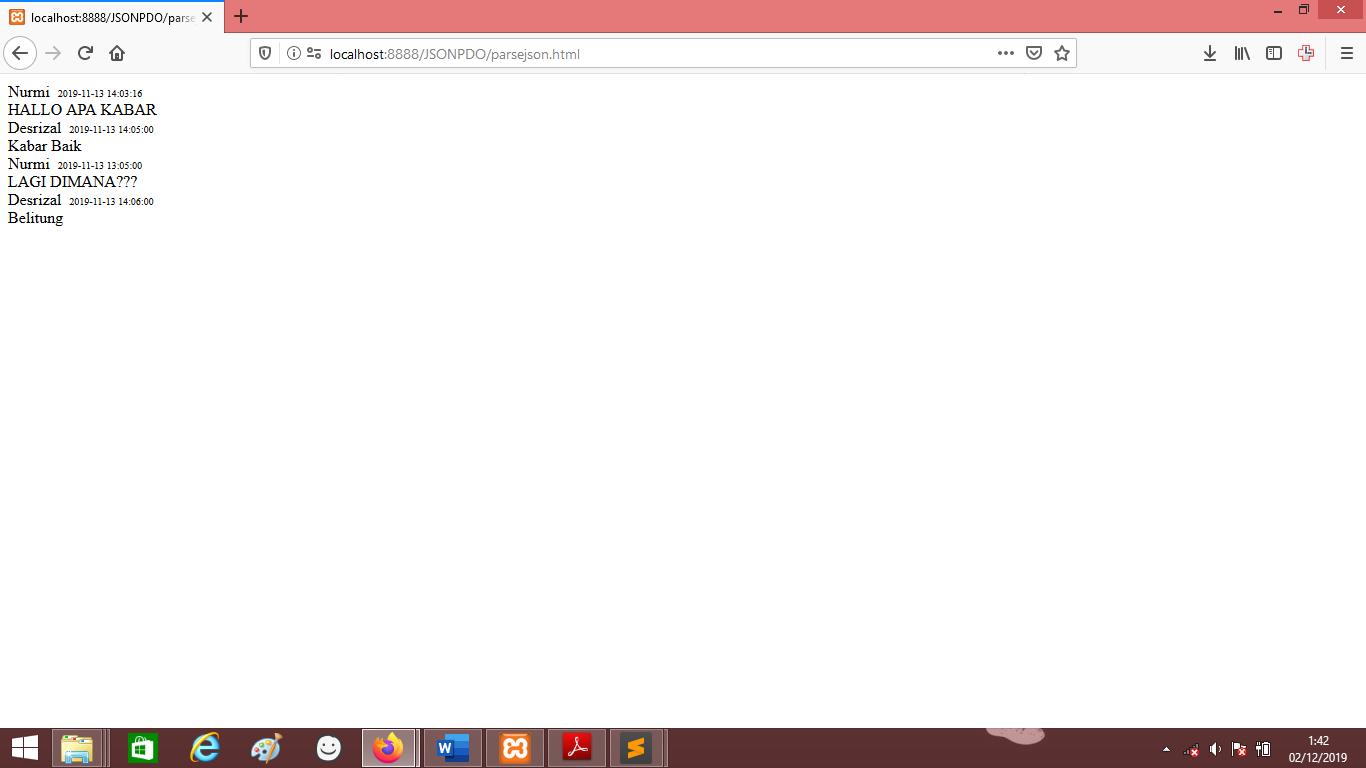 localhost:8888/JSONPDO/parse
localhost:8888/JSONPDO/parsejson.html
Nurmi 2019-11-13 14:03:16
HALLO APA KABAR
Desrizal 2019-11-13 14:05:00
Kabar Baik
Nurmi 2019-11-13 13:05:00
LAGI DIMANA???
Desrizal 2019-11-13 14:06:00
Belitung
1:42
02/12/2019